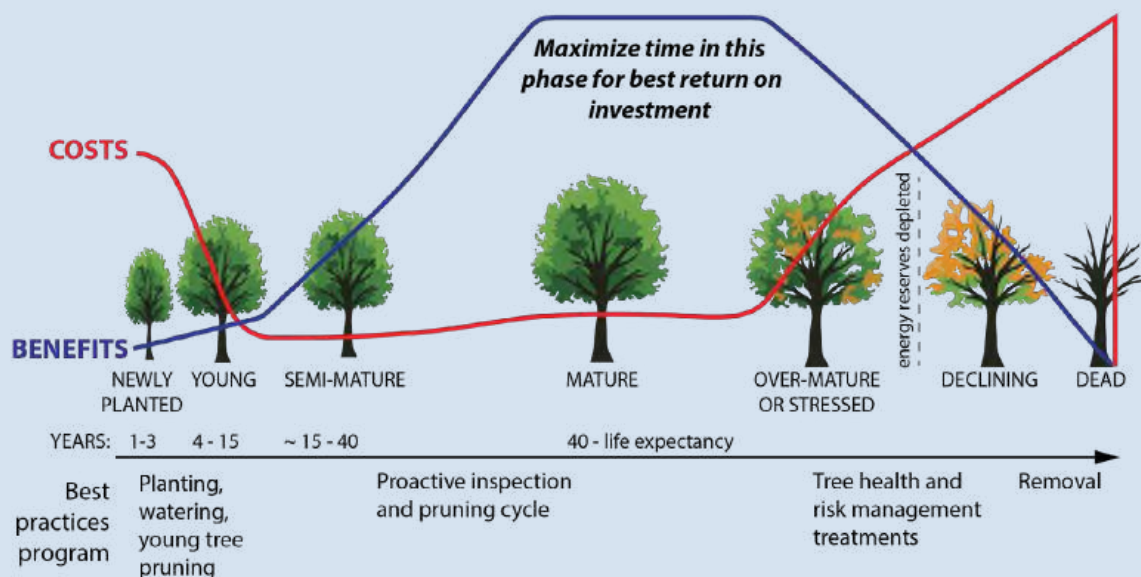 Maximize time in this
phase for best return on
investment
COSTS
BENEFITS
energy reserves depleted
NEWLY
PLANTED
YOUNG
SEMI-MATURE
MATURE
OVER-MATURE
OR STRESSED
DECLINING
DEAD
YEARS: 1-3 4 - 15 ~ 15 - 40 40 - life expectancy
Best
practices
program
Planting,
watering,
young tree
pruning
Proactive inspection
and pruning cycle
Tree health and
risk management
treatments
Removal